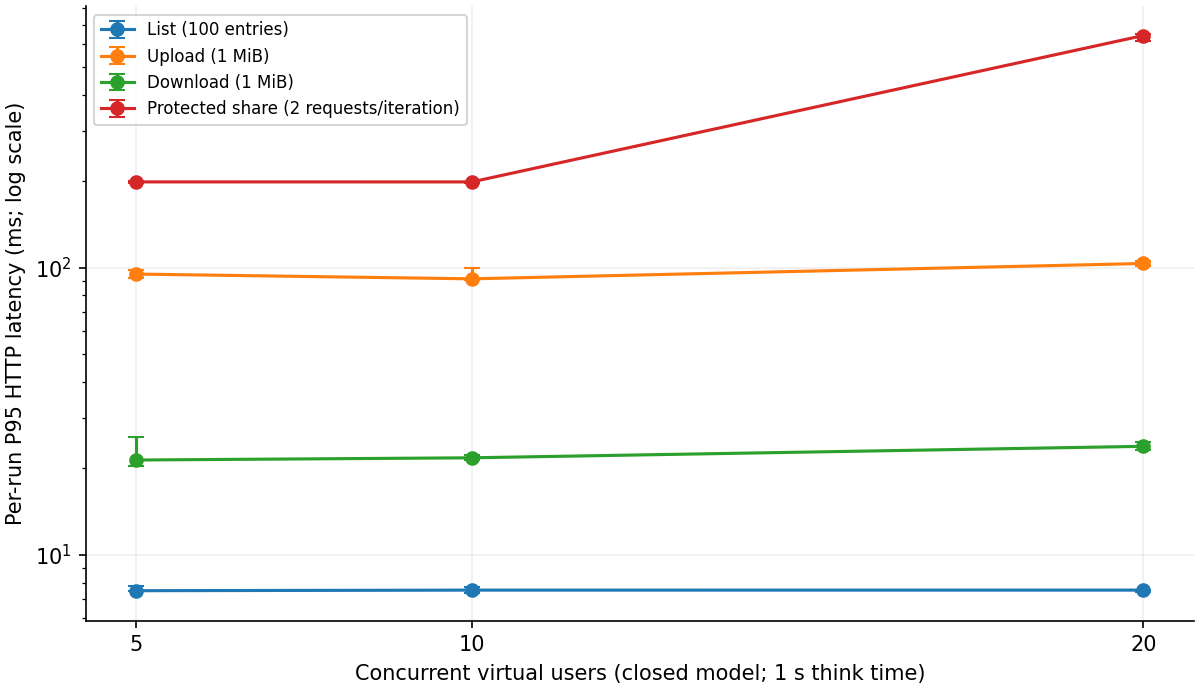 List (100 entries)
Upload (1 MiB)
Download (1 MiB)
Protected share (2 requests/iteration)
Per-run P95 HTTP latency (ms; log scale)
10²
10¹
5 10 20
Concurrent virtual users (closed model; 1 s think time)